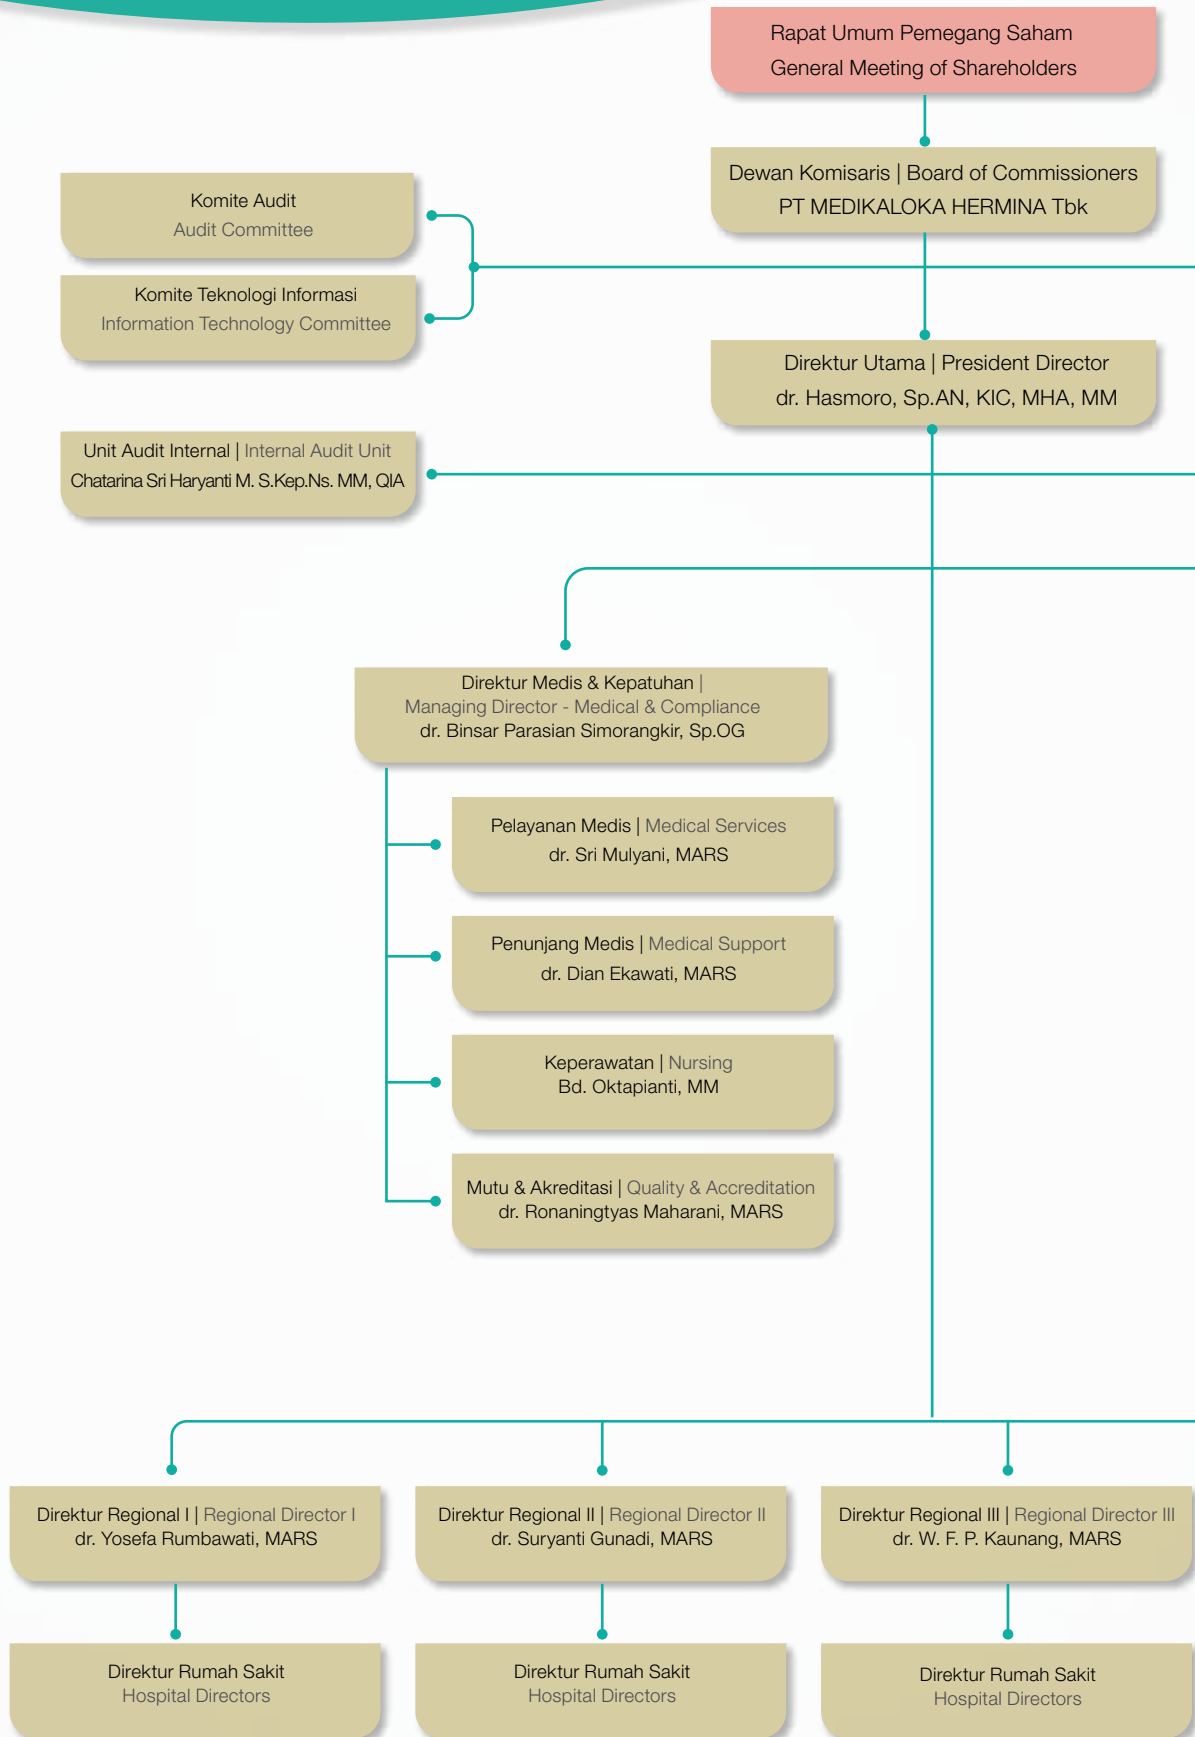 Rapat Umum Pemegang Saham
General Meeting of Shareholders
Dewan Komisaris | Board of Commissioners
PT MEDIKALOKA HERMINA Tbk
Komite Audit
Audit Committee
Komite Teknologi Informasi
Information Technology Committee
Direktur Utama | President Director
dr. Hasmoro, Sp.AN, KIC, MHA, MM
Unit Audit Internal | Internal Audit Unit
Chatarina Sri Haryanti M. S.Kep.Ns. MM, QIA
Direktur Medis & Kepatuhan |
Managing Director - Medical & Compliance
dr. Binsar Parasian Simorangkir, Sp.OG
Pelayanan Medis | Medical Services
dr. Sri Mulyani, MARS
Penunjang Medis | Medical Support
dr. Dian Ekawati, MARS
Keperawatan | Nursing
Bd. Oktapianti, MM
Mutu & Akreditasi | Quality & Accreditation
dr. Ronaningtyas Maharani, MARS
Direktur Regional I | Regional Director I
dr. Yosefa Rumbawati, MARS
Direktur Regional II | Regional Director II
dr. Suryanti Gunadi, MARS
Direktur Regional III | Regional Director III
dr. W. F. P. Kaunang, MARS
Direktur Rumah Sakit
Hospital Directors
Direktur Rumah Sakit
Hospital Directors
Direktur Rumah Sakit
Hospital Directors